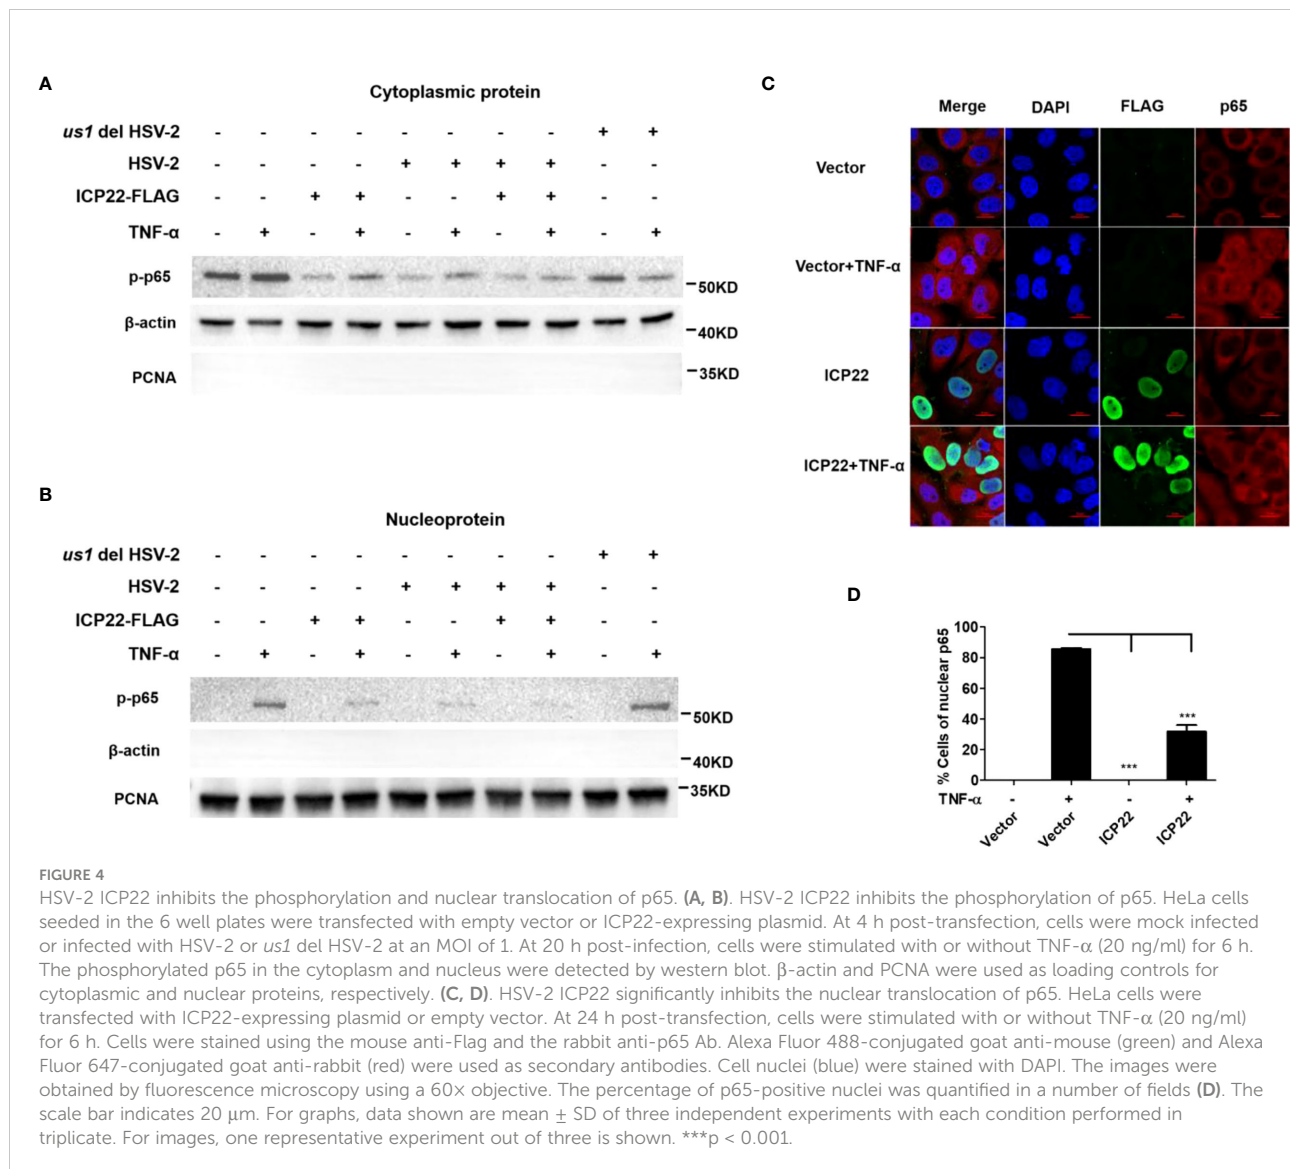 A
Cytoplasmic protein
us1 del HSV-2 - - - - - - - - + +
HSV-2 - - - - + + + + - -
ICP22-FLAG - - + + - - + + - -
TNF-α - + - + - + - + - +
p-p65
50KD
β-actin
40KD
PCNA
35KD
B
Nucleoprotein
us1 del HSV-2 - - - - - - - - + +
HSV-2 - - - - + + + + - -
ICP22-FLAG - - + + - - + + - -
TNF-α - + - + - + - + - +
p-p65
50KD
β-actin
40KD
PCNA
35KD
C
Merge DAPI FLAG p65
Vector
Vector+TNF-α
ICP22
ICP22+TNF-α
D
% Cells of nuclear p65
100
80
60
40
20
0
***
***
TNF-α - + - +
Vector Vector ICP22 ICP22
FIGURE 4
HSV-2 ICP22 inhibits the phosphorylation and nuclear translocation of p65. (A, B). HSV-2 ICP22 inhibits the phosphorylation of p65. HeLa cells
seeded in the 6 well plates were transfected with empty vector or ICP22-expressing plasmid. At 4 h post-transfection, cells were mock infected
or infected with HSV-2 or us1 del HSV-2 at an MOI of 1. At 20 h post-infection, cells were stimulated with or without TNF-α (20 ng/ml) for 6 h.
The phosphorylated p65 in the cytoplasm and nucleus were detected by western blot. β-actin and PCNA were used as loading controls for
cytoplasmic and nuclear proteins, respectively. (C, D). HSV-2 ICP22 significantly inhibits the nuclear translocation of p65. HeLa cells were
transfected with ICP22-expressing plasmid or empty vector. At 24 h post-transfection, cells were stimulated with or without TNF-α (20 ng/ml)
for 6 h. Cells were stained using the mouse anti-Flag and the rabbit anti-p65 Ab. Alexa Fluor 488-conjugated goat anti-mouse (green) and Alexa
Fluor 647-conjugated goat anti-rabbit (red) were used as secondary antibodies. Cell nuclei (blue) were stained with DAPI. The images were
obtained by fluorescence microscopy using a 60× objective. The percentage of p65-positive nuclei was quantified in a number of fields (D). The
scale bar indicates 20 μm. For graphs, data shown are mean ± SD of three independent experiments with each condition performed in
triplicate. For images, one representative experiment out of three is shown. ***p < 0.001.